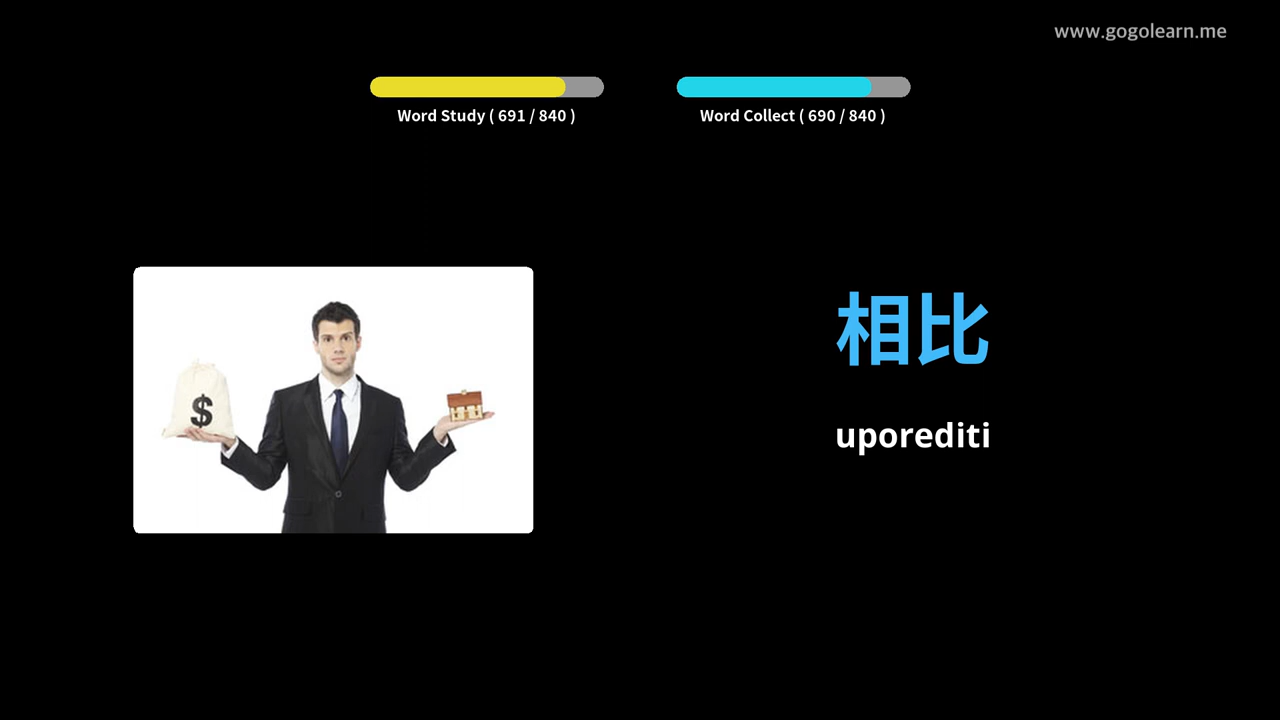 www.gogolearn.me
Word Study ( 691 / 840 )
Word Collect ( 690 / 840 )
相比
$
uporediti